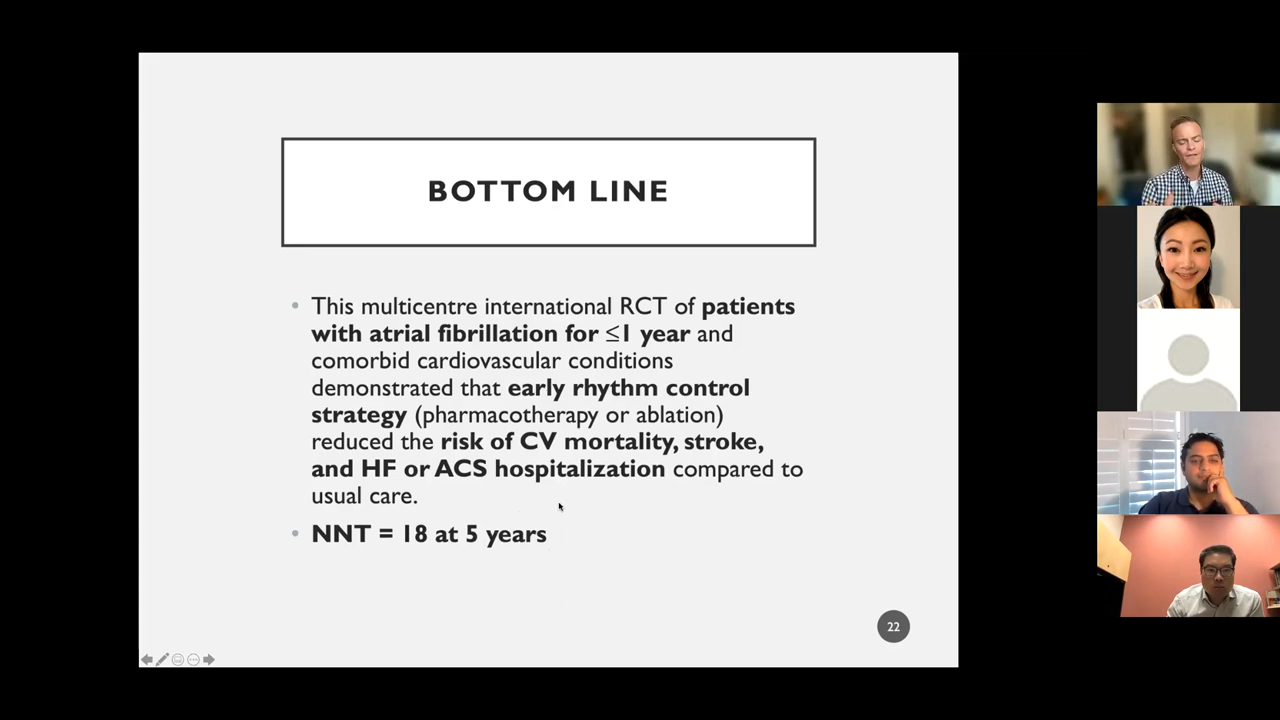 BOTTOM LINE
• This multicentre international RCT of patients
with atrial fibrillation for ≤1 year and
comorbid cardiovascular conditions
demonstrated that early rhythm control
strategy (pharmacotherapy or ablation)
reduced the risk of CV mortality, stroke,
and HF or ACS hospitalization compared to
usual care.
• NNT = 18 at 5 years
22